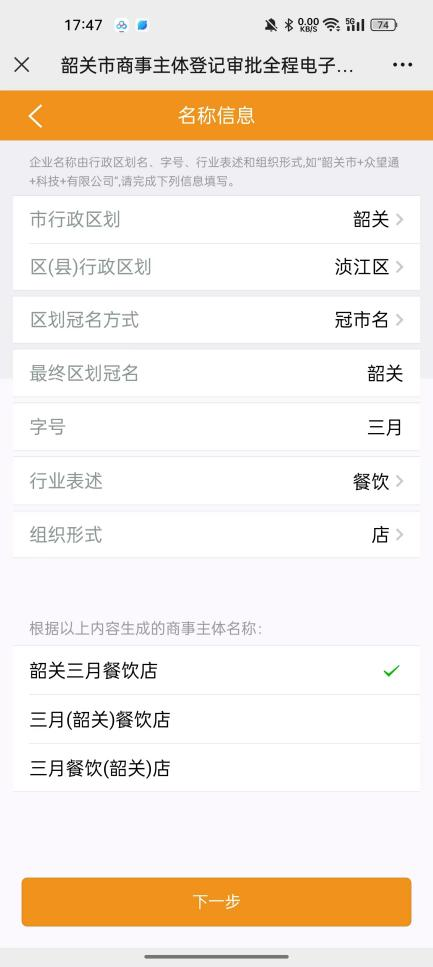 17:47 0.00 KB/S 5G 74
韶关市商事主体登记审批全程电子…
名称信息
企业名称由行政区划名、字号、行业表述和组织形式,如“韶关市+众望通
+科技+有限公司”,请完成下列信息填写。
市行政区划 韶关
区(县)行政区划 浈江区
区划冠名方式 冠市名
最终区划冠名 韶关
字号 三月
行业表述 餐饮
组织形式 店
根据以上内容生成的商事主体名称:
韶关三月餐饮店
三月(韶关)餐饮店
三月餐饮(韶关)店
下一步